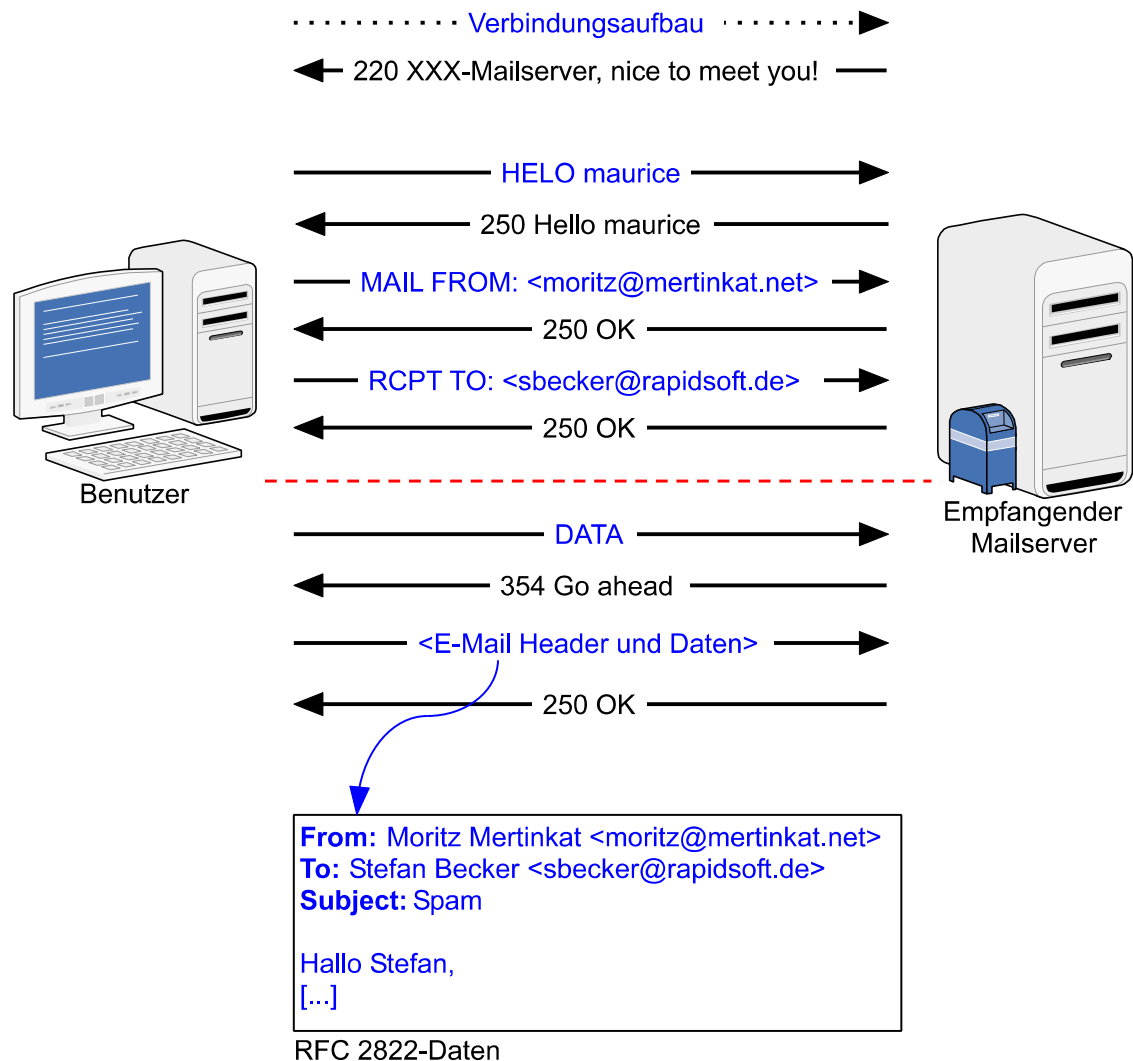 Verbindungsaufbau
220 XXX-Mailserver, nice to meet you!
HELO maurice
250 Hello maurice
MAIL FROM: <moritz@mertinkat.net>
250 OK
RCPT TO: <sbecker@rapidsoft.de>
250 OK
Benutzer
Empfangender
Mailserver
DATA
354 Go ahead
<E-Mail Header und Daten>
250 OK
From: Moritz Mertinkat <moritz@mertinkat.net>
To: Stefan Becker <sbecker@rapidsoft.de>
Subject: Spam
Hallo Stefan,
[...]
RFC 2822-Daten